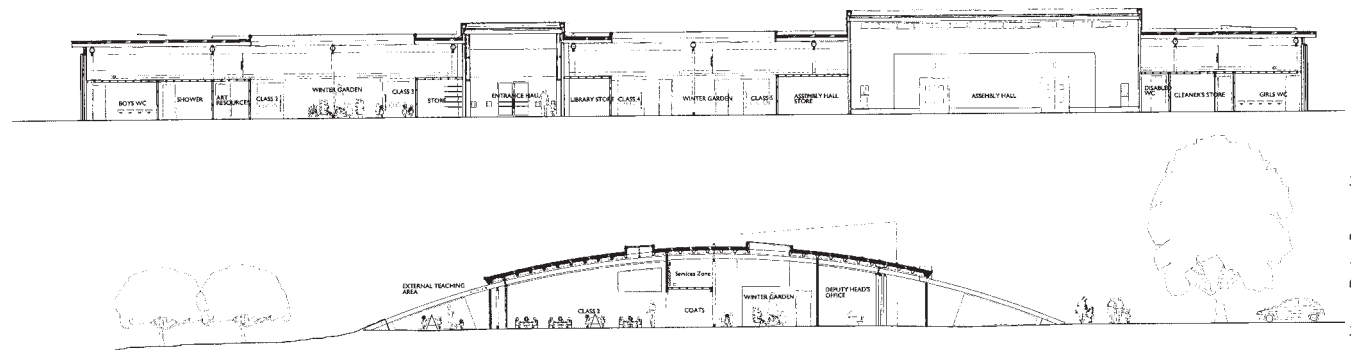 BOYS WC
SHOWER
ART
RESOURCES
CLASS 2
WINTER GARDEN
CLASS 3
STORE
ENTRANCE HALL
LIBRARY STORE
CLASS 4
WINTER GARDEN
CLASS 5
ASSEMBLY HALL
STORE
ASSEMBLY HALL
DISABLED
WC
CLEANER'S STORE
GIRLS WC
EXTERNAL TEACHING
AREA
CLASS 2
Services Zone
COATS
WINTER GARDEN
DEPUTY HEAD'S
OFFICE